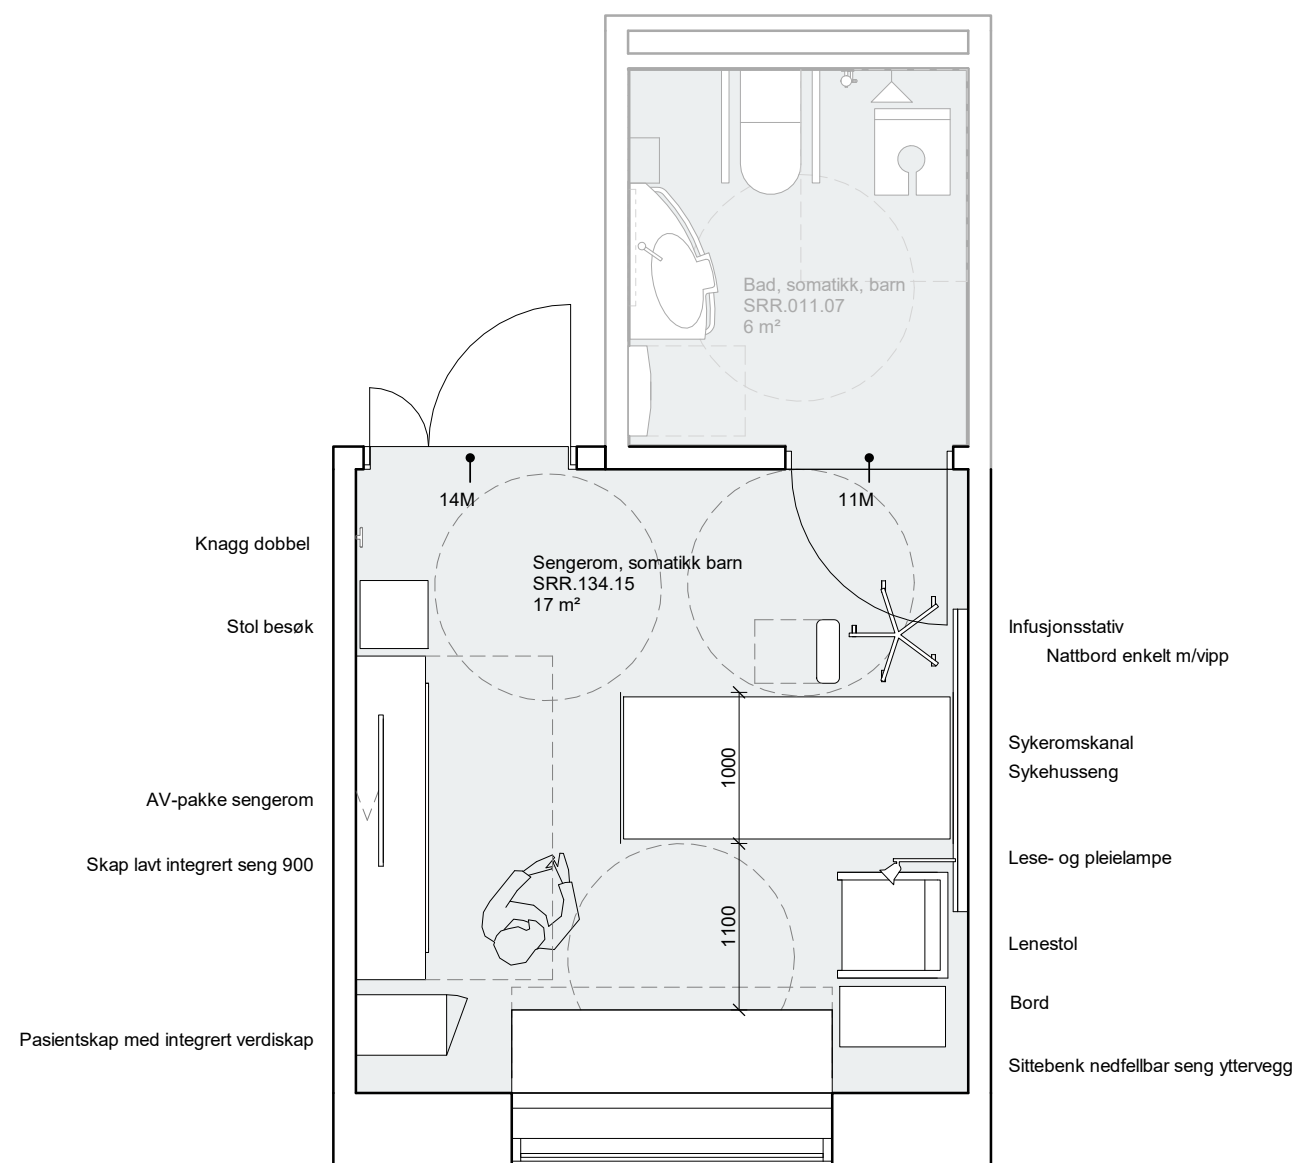 Bad, somatikk, barn
SRR.011.07
6 m²
14M
11M
Knagg dobbel
Sengerom, somatikk barn
SRR.134.15
17 m²
Stol besøk
Infusjonsstativ
Nattbord enkelt m/vipp
1000
Sykeromskanal
Sykehusseng
AV-pakke sengerom
Skap lavt integrert seng 900
Lese- og pleielampe
1100
Lenestol
Bord
Pasientskap med integrert verdiskap
Sittebenk nedfellbar seng yttervegg